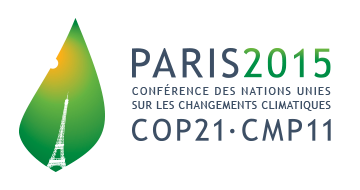 PARIS2015
CONFÉRENCE DES NATIONS UNIES
SUR LES CHANGEMENTS CLIMATIQUES
COP21·CMP11